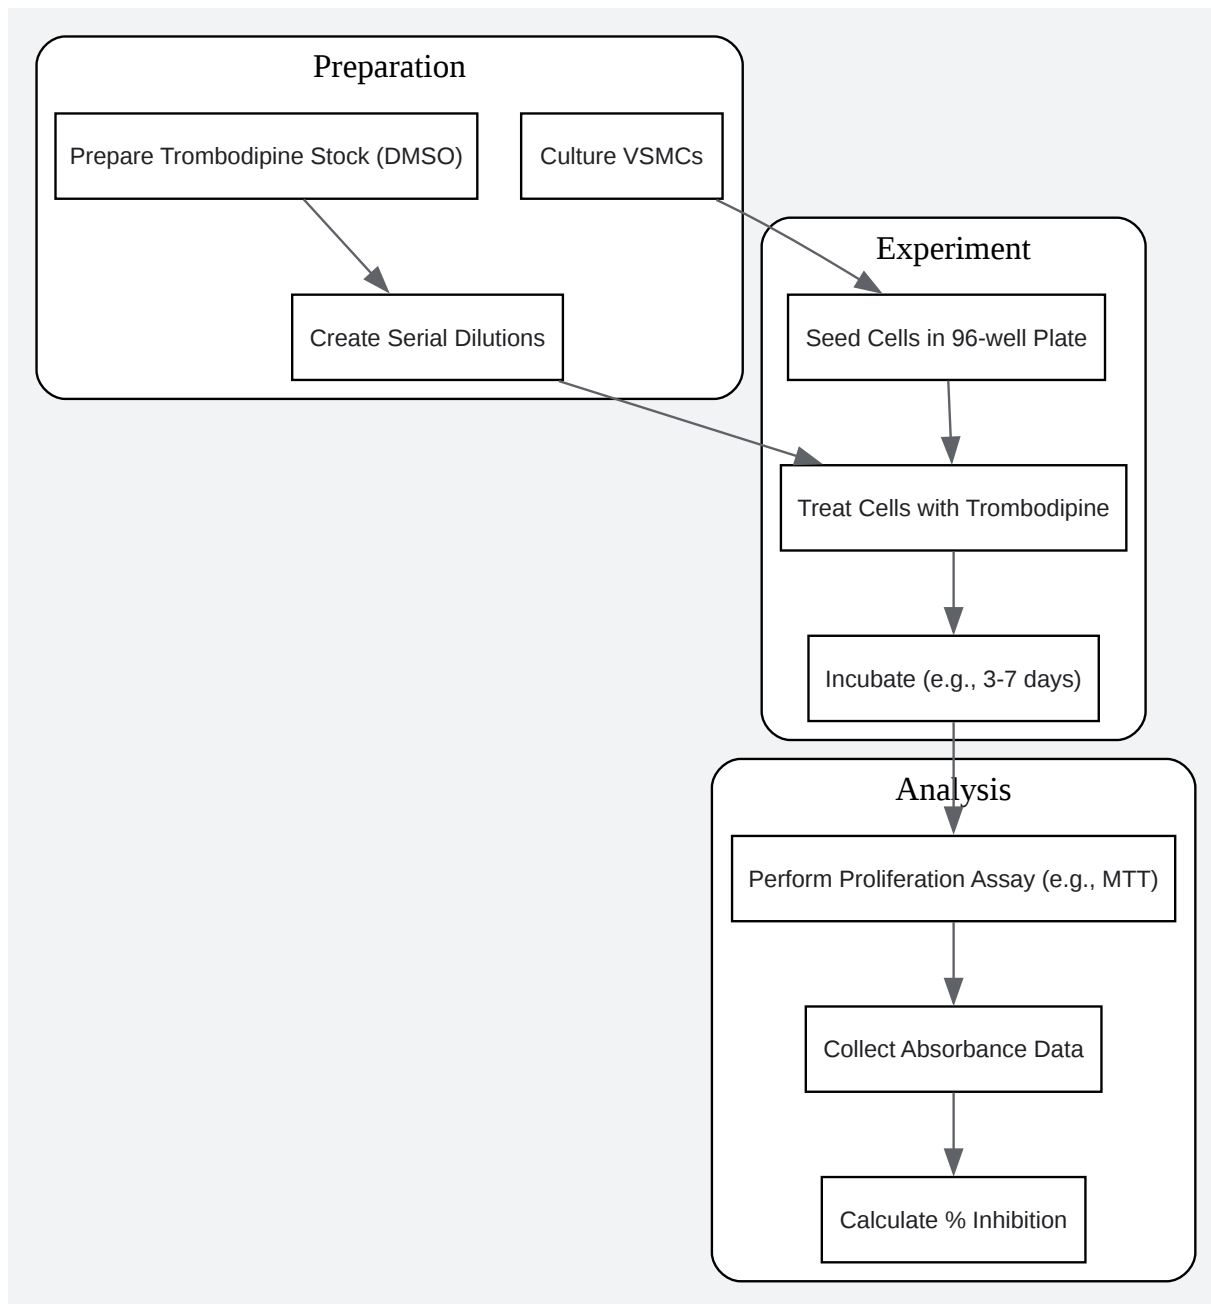 Preparation
Prepare Trombodipine Stock (DMSO)
Culture VSMCs
Create Serial Dilutions
Experiment
Seed Cells in 96-well Plate
Treat Cells with Trombodipine
Incubate (e.g., 3-7 days)
Analysis
Perform Proliferation Assay (e.g., MTT)
Collect Absorbance Data
Calculate % Inhibition